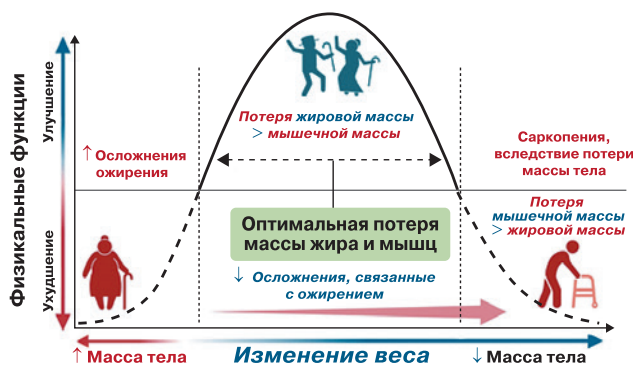 Физикальные функции
Улучшение
Ухудшение
↑ Осложнения
ожирения
Потеря жировой массы
> мышечной массы
Саркопения,
вследствие потери
массы тела
Потеря
мышечной массы
> жировой массы
Оптимальная потеря
массы жира и мышц
↓ Осложнения, связанные
с ожирением
↑ Масса тела
Изменение веса
↓ Масса тела